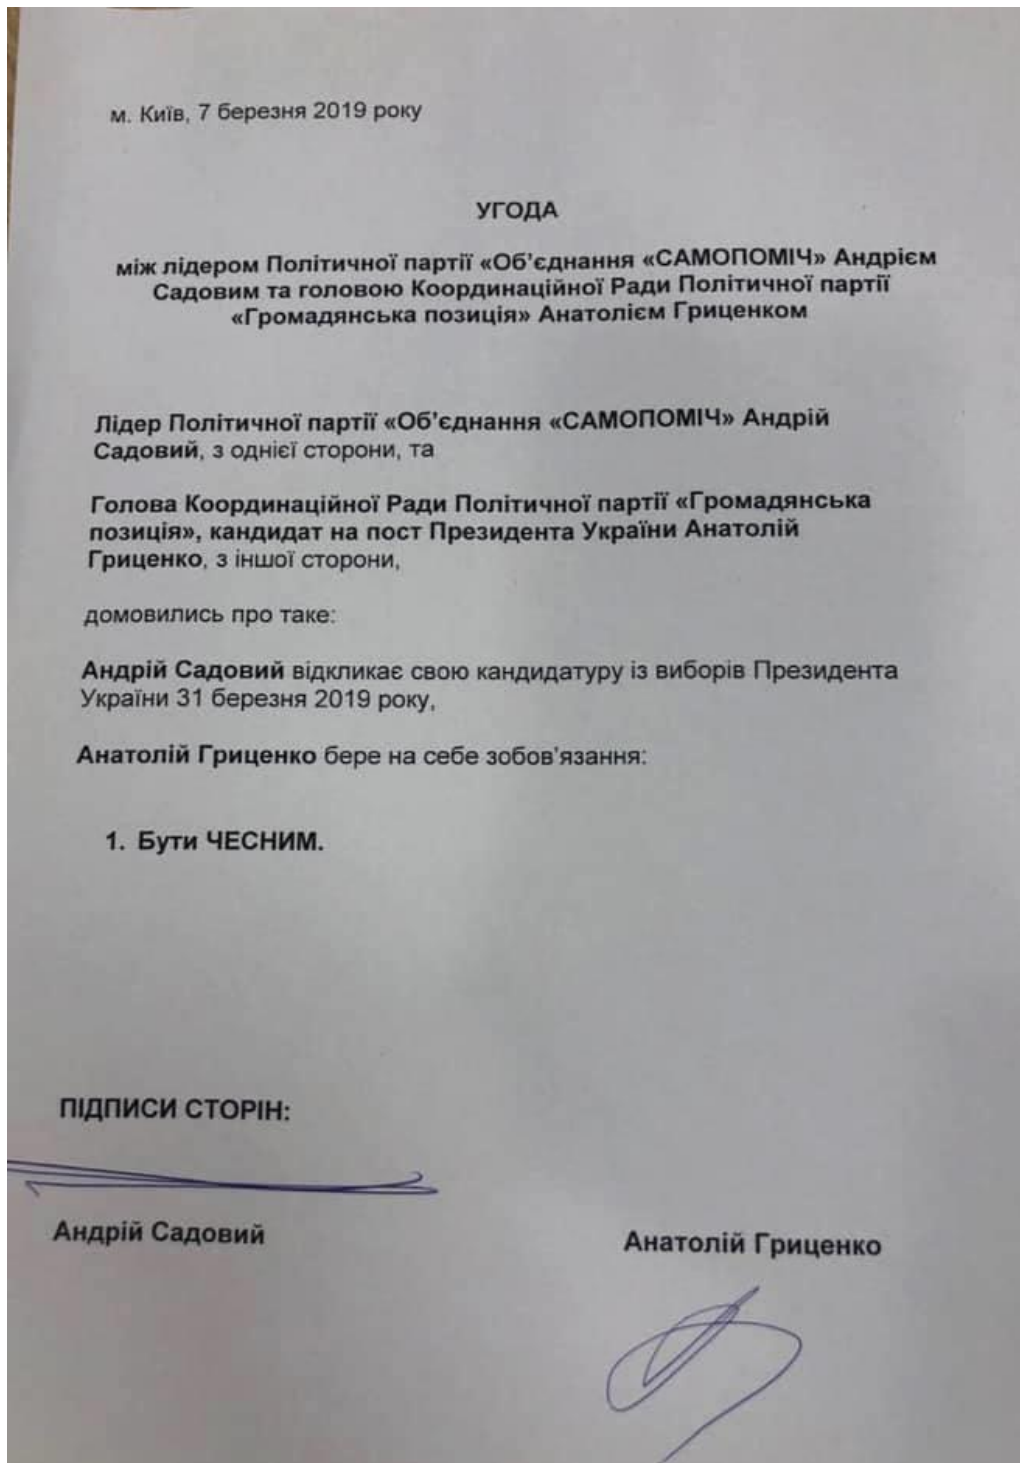 м. Київ, 7 березня 2019 року
УГОДА
між лідером Політичної партії «Об’єднання «САМОПОМІЧ» Андрієм
Садовим та головою Координаційної Ради Політичної партії
«Громадянська позиція» Анатолієм Гриценком
Лідер Політичної партії «Об’єднання «САМОПОМІЧ» Андрій
Садовий, з однієї сторони, та
Голова Координаційної Ради Політичної партії «Громадянська
позиція», кандидат на пост Президента України Анатолій
Гриценко, з іншої сторони,
домовились про таке:
Андрій Садовий відкликає свою кандидатуру із виборів Президента
України 31 березня 2019 року,
Анатолій Гриценко бере на себе зобов’язання:
1. Бути ЧЕСНИМ.
ПІДПИСИ СТОРІН:
Андрій Садовий
Анатолій Гриценко